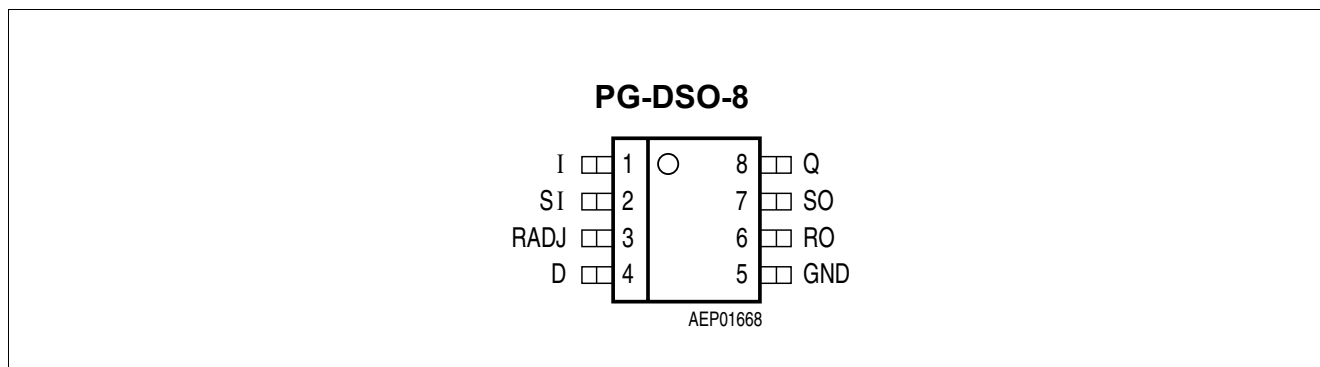 PG-DSO-8
I 1 8 Q
SI 2 7 SO
RADJ 3 6 RO
D 4 5 GND
AEP01668